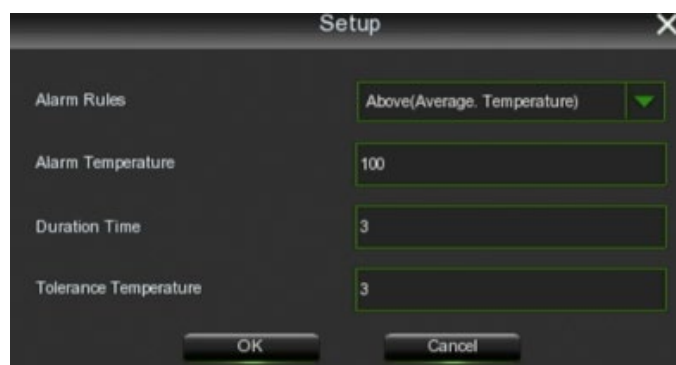 Setup
Alarm Rules Above(Average. Temperature)
Alarm Temperature 100
Duration Time 3
Tolerance Temperature 3
OK Cancel